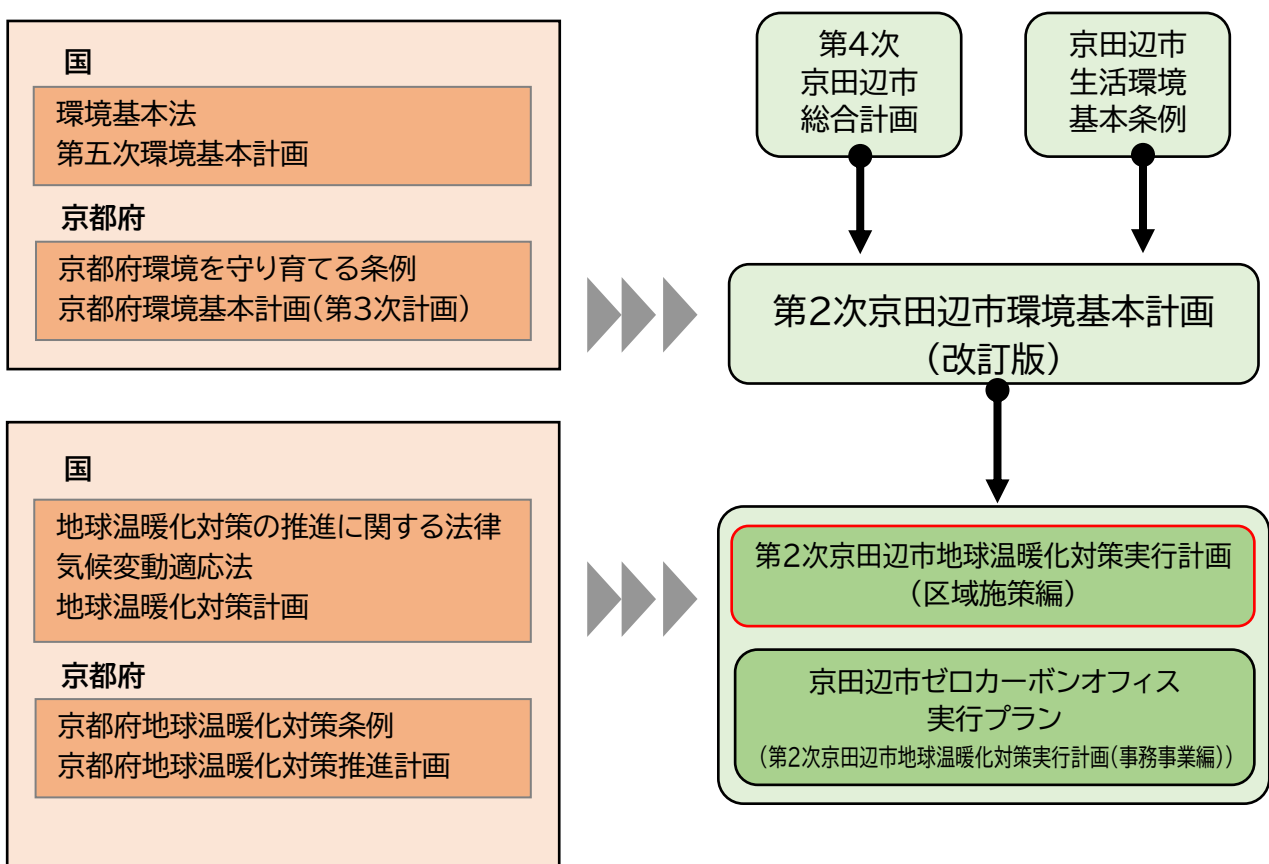 国
環境基本法
第五次環境基本計画
京都府
京都府環境を守り育てる条例
京都府環境基本計画(第3次計画)
第4次
京田辺市
総合計画
京田辺市
生活環境
基本条例
第2次京田辺市環境基本計画
(改訂版)
国
地球温暖化対策の推進に関する法律
気候変動適応法
地球温暖化対策計画
京都府
京都府地球温暖化対策条例
京都府地球温暖化対策推進計画
第2次京田辺市地球温暖化対策実行計画
(区域施策編)
京田辺市ゼロカーボンオフィス
実行プラン
(第2次京田辺市地球温暖化対策実行計画(事務事業編))